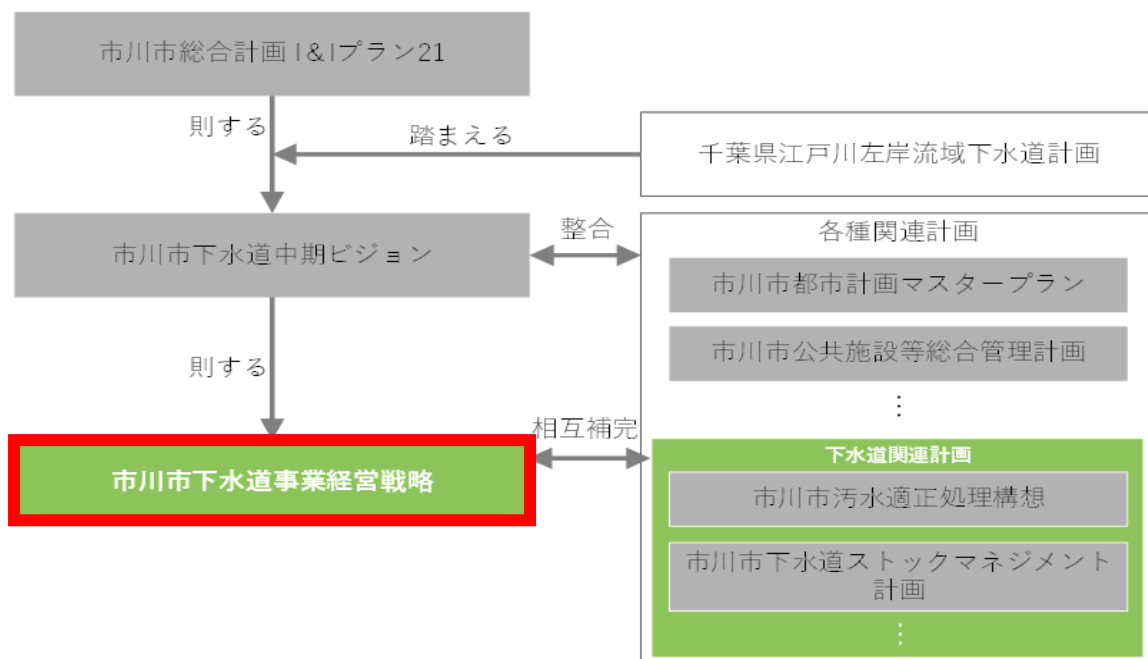 市川市総合計画 I＆Iプラン21
則する
踏まえる
千葉県江戸川左岸流域下水道計画
市川市下水道中期ビジョン
整合
各種関連計画
市川市都市計画マスタープラン
市川市公共施設等総合管理計画
⋮
則する
相互補完
市川市下水道事業経営戦略
下水道関連計画
市川市汚水適正処理構想
市川市下水道ストックマネジメント
計画
⋮